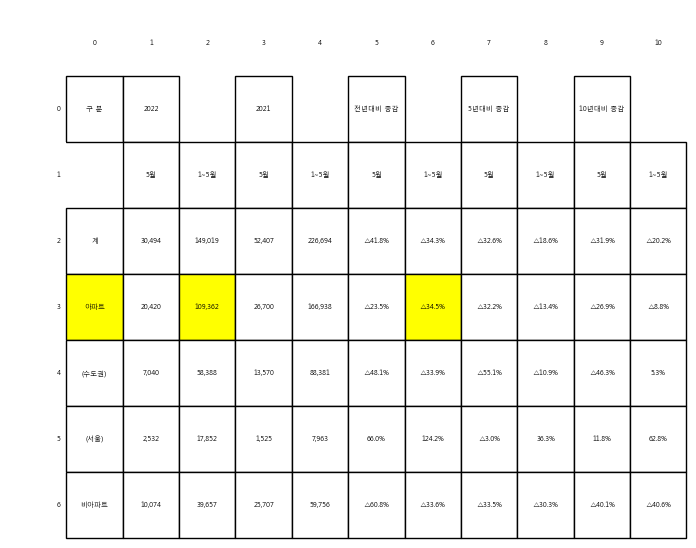 0 1 2 3 4 5 6 7 8 9 10
0 구 분 2022 2021 전년대비 증감 5년대비 증감 10년대비 증감
1 5월 1~5월 5월 1~5월 5월 1~5월 5월 1~5월 5월 1~5월
2 계 30,494 149,019 52,407 226,694 △41.8% △34.3% △32.6% △18.6% △31.9% △20.2%
3 아파트 20,420 109,362 26,700 166,938 △23.5% △34.5% △32.2% △13.4% △26.9% △8.8%
4 (수도권) 7,040 58,388 13,570 88,381 △48.1% △33.9% △55.1% △10.9% △46.3% 5.3%
5 (서울) 2,532 17,852 1,525 7,963 66.0% 124.2% △3.0% 36.3% 11.8% 62.8%
6 비아파트 10,074 39,657 25,707 59,756 △60.8% △33.6% △33.5% △30.3% △40.1% △40.6%